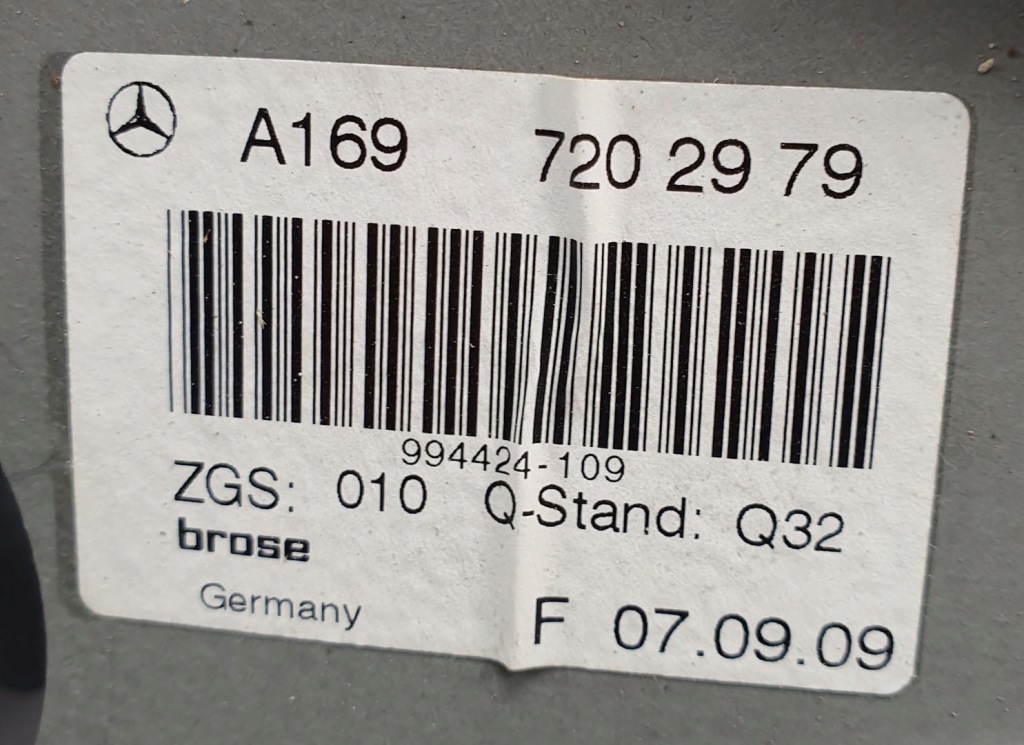 A169 720 29 79
994424-109
ZGS: 010 Q-Stand: Q32
brose
Germany
F 07.09.09